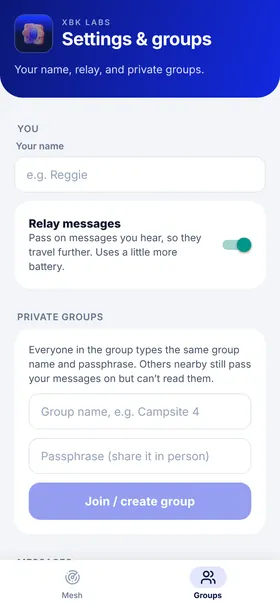 XBK LABS
Settings & groups
Your name, relay, and private groups.
YOU
Your name
e.g. Reggie
Relay messages
Pass on messages you hear, so they
travel further. Uses a little more
battery.
PRIVATE GROUPS
Everyone in the group types the same group
name and passphrase. Others nearby still pass
your messages on but can't read them.
Group name, e.g. Campsite 4
Passphrase (share it in person)
Join / create group
Mesh
Groups